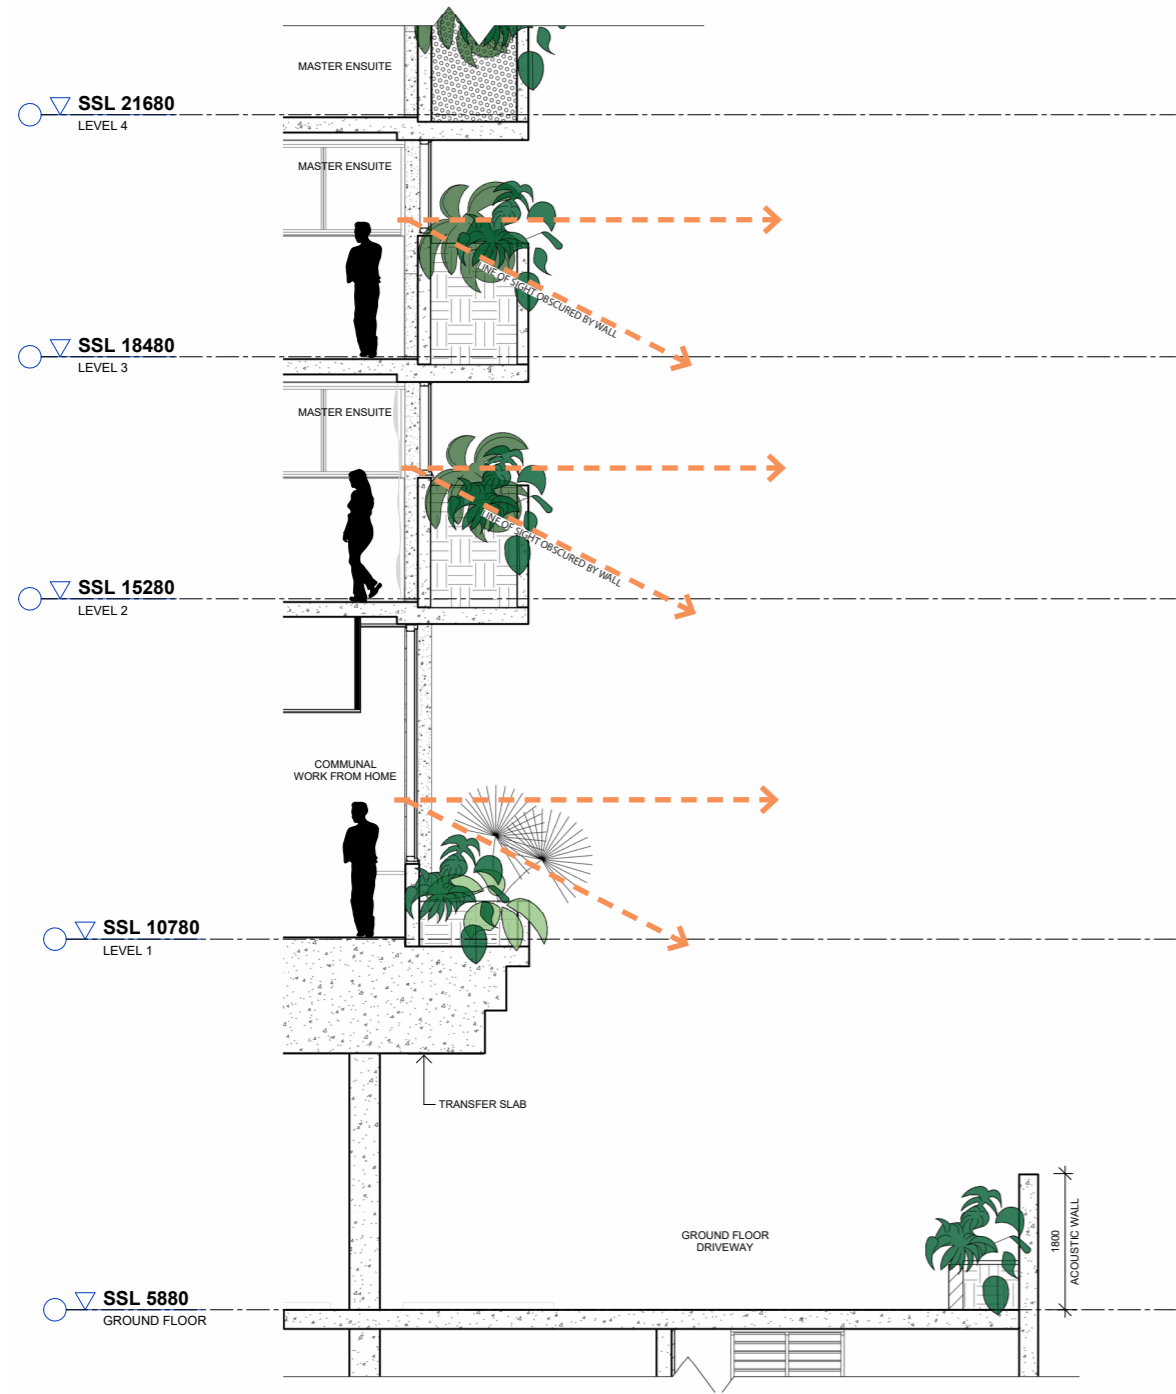 MASTER ENSUITE
SSL 21680
LEVEL 4
MASTER ENSUITE
LINE OF SIGHT OBSCURED BY WALL
SSL 18480
LEVEL 3
MASTER ENSUITE
LINE OF SIGHT OBSCURED BY WALL
SSL 15280
LEVEL 2
COMMUNAL
WORK FROM HOME
SSL 10780
LEVEL 1
TRANSFER SLAB
GROUND FLOOR
DRIVEWAY
1800
ACOUSTIC WALL
SSL 5880
GROUND FLOOR